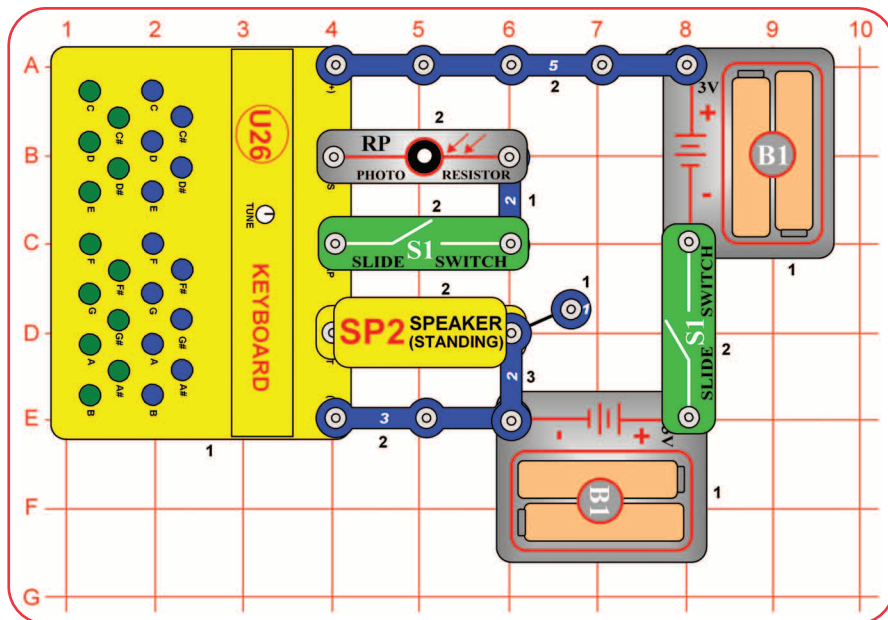 1 2 3 4 5 6 7 8 9 10
A
B
C
D
E
F
G
U26
TUNE
KEYBOARD
C
C#
D
D#
E
F
F#
G
G#
A
A#
B
C
C#
D
D#
E
F
F#
G
G#
A
A#
B
1
+)
5
2
2
RP
PHOTO RESISTOR
S
2
1
2
S1
SLIDE SWITCH
P
2
SP2 SPEAKER
(STANDING)
T
1
1
2
3
3
2
(
3V
+
-
B1
1
S1
SLIDE SWITCH
2
-
+
V
B1
1